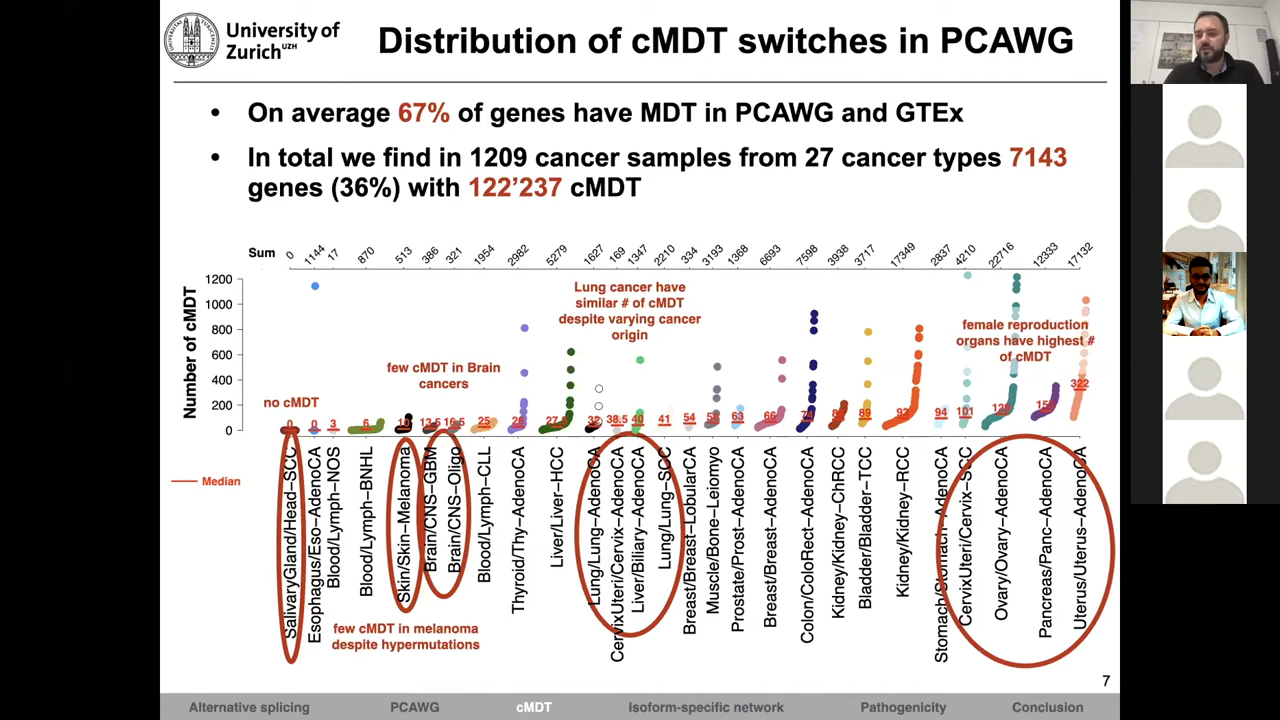 University of
Zurich UZH
Distribution of cMDT switches in PCAWG
• On average 67% of genes have MDT in PCAWG and GTEx
• In total we find in 1209 cancer samples from 27 cancer types 7143
genes (36%) with 122’237 cMDT
Sum 0 1144 17 870 513 386 321 1954 2982 5279 1627 169 1347 2210 334 3193 1368 6693 7598 3938 3717 17349 2837 4210 22716 12333 17132
Number of cMDT
1200
1000
800
600
400
200
0
Lung cancer have
similar # of cMDT
despite varying cancer
origin
female reproduction
organs have highest #
of cMDT
few cMDT in Brain
cancers
no cMDT
0 0 3 6 10 13.5 16.5 25 26 32 38.5 40 41 54 63 66 89 94 101 322
Median
SalivaryGland/Head−SCC
Esophagus/Eso−AdenoCA
Blood/Lymph−NOS
Blood/Lymph−BNHL
Skin/Skin−Melanoma
Brain/CNS−GBM
Brain/CNS−Oligo
Blood/Lymph−CLL
Thyroid/Thy−AdenoCA
Liver/Liver−HCC
Lung/Lung−AdenoCA
CervixUteri/Cervix−AdenoCA
Liver/Biliary−AdenoCA
Lung/Lung−SCC
Breast/Breast−LobularCA
Muscle/Bone−Leiomyo
Prostate/Prost−AdenoCA
Breast/Breast−AdenoCA
Colon/ColoRect−AdenoCA
Kidney/Kidney−ChRCC
Bladder/Bladder−TCC
Kidney/Kidney−RCC
Stomach/Stomach−AdenoCA
CervixUteri/Cervix−SCC
Ovary/Ovary−AdenoCA
Pancreas/Panc−AdenoCA
Uterus/Uterus−AdenoCA
few cMDT in melanoma
despite hypermutations
7
Alternative splicing PCAWG cMDT Isoform-specific network Pathogenicity Conclusion